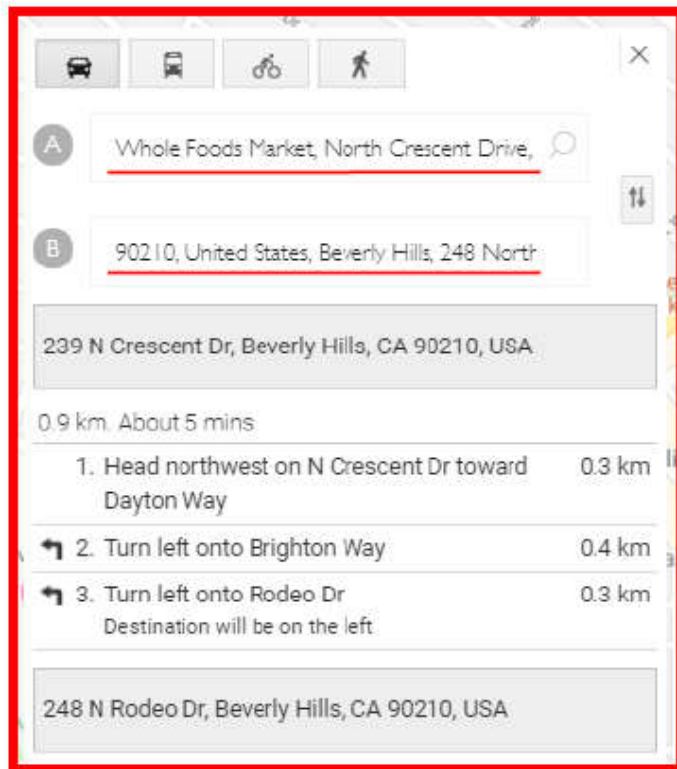 A
Whole Foods Market, North Crescent Drive,
B
90210, United States, Beverly Hills, 248 North
239 N Crescent Dr, Beverly Hills, CA 90210, USA
0.9 km. About 5 mins
1. Head northwest on N Crescent Dr toward 0.3 km
Dayton Way
2. Turn left onto Brighton Way 0.4 km
3. Turn left onto Rodeo Dr 0.3 km
Destination will be on the left
248 N Rodeo Dr, Beverly Hills, CA 90210, USA